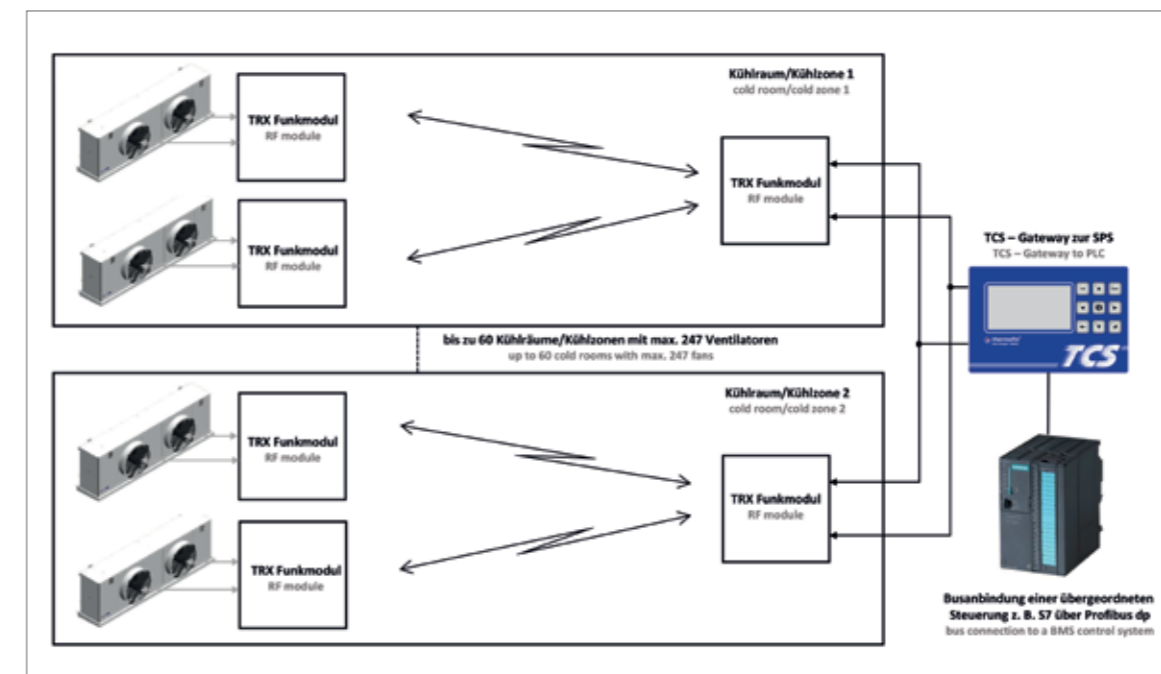 Kühlraum/Kühlzone 1
cold room/cold zone 1
TRX Funkmodul
RF module
TRX Funkmodul
RF module
TRX Funkmodul
RF module
TCS – Gateway zur SPS
TCS – Gateway to PLC
TCS
bis zu 60 Kühlräume/Kühlzonen mit max. 247 Ventilatoren
up to 60 cold rooms with max. 247 fans
Kühlraum/Kühlzone 2
cold room/cold zone 2
TRX Funkmodul
RF module
TRX Funkmodul
RF module
TRX Funkmodul
RF module
Busanbindung einer übergeordneten
Steuerung z. B. S7 über Profibus dp
bus connection to a BMS control system